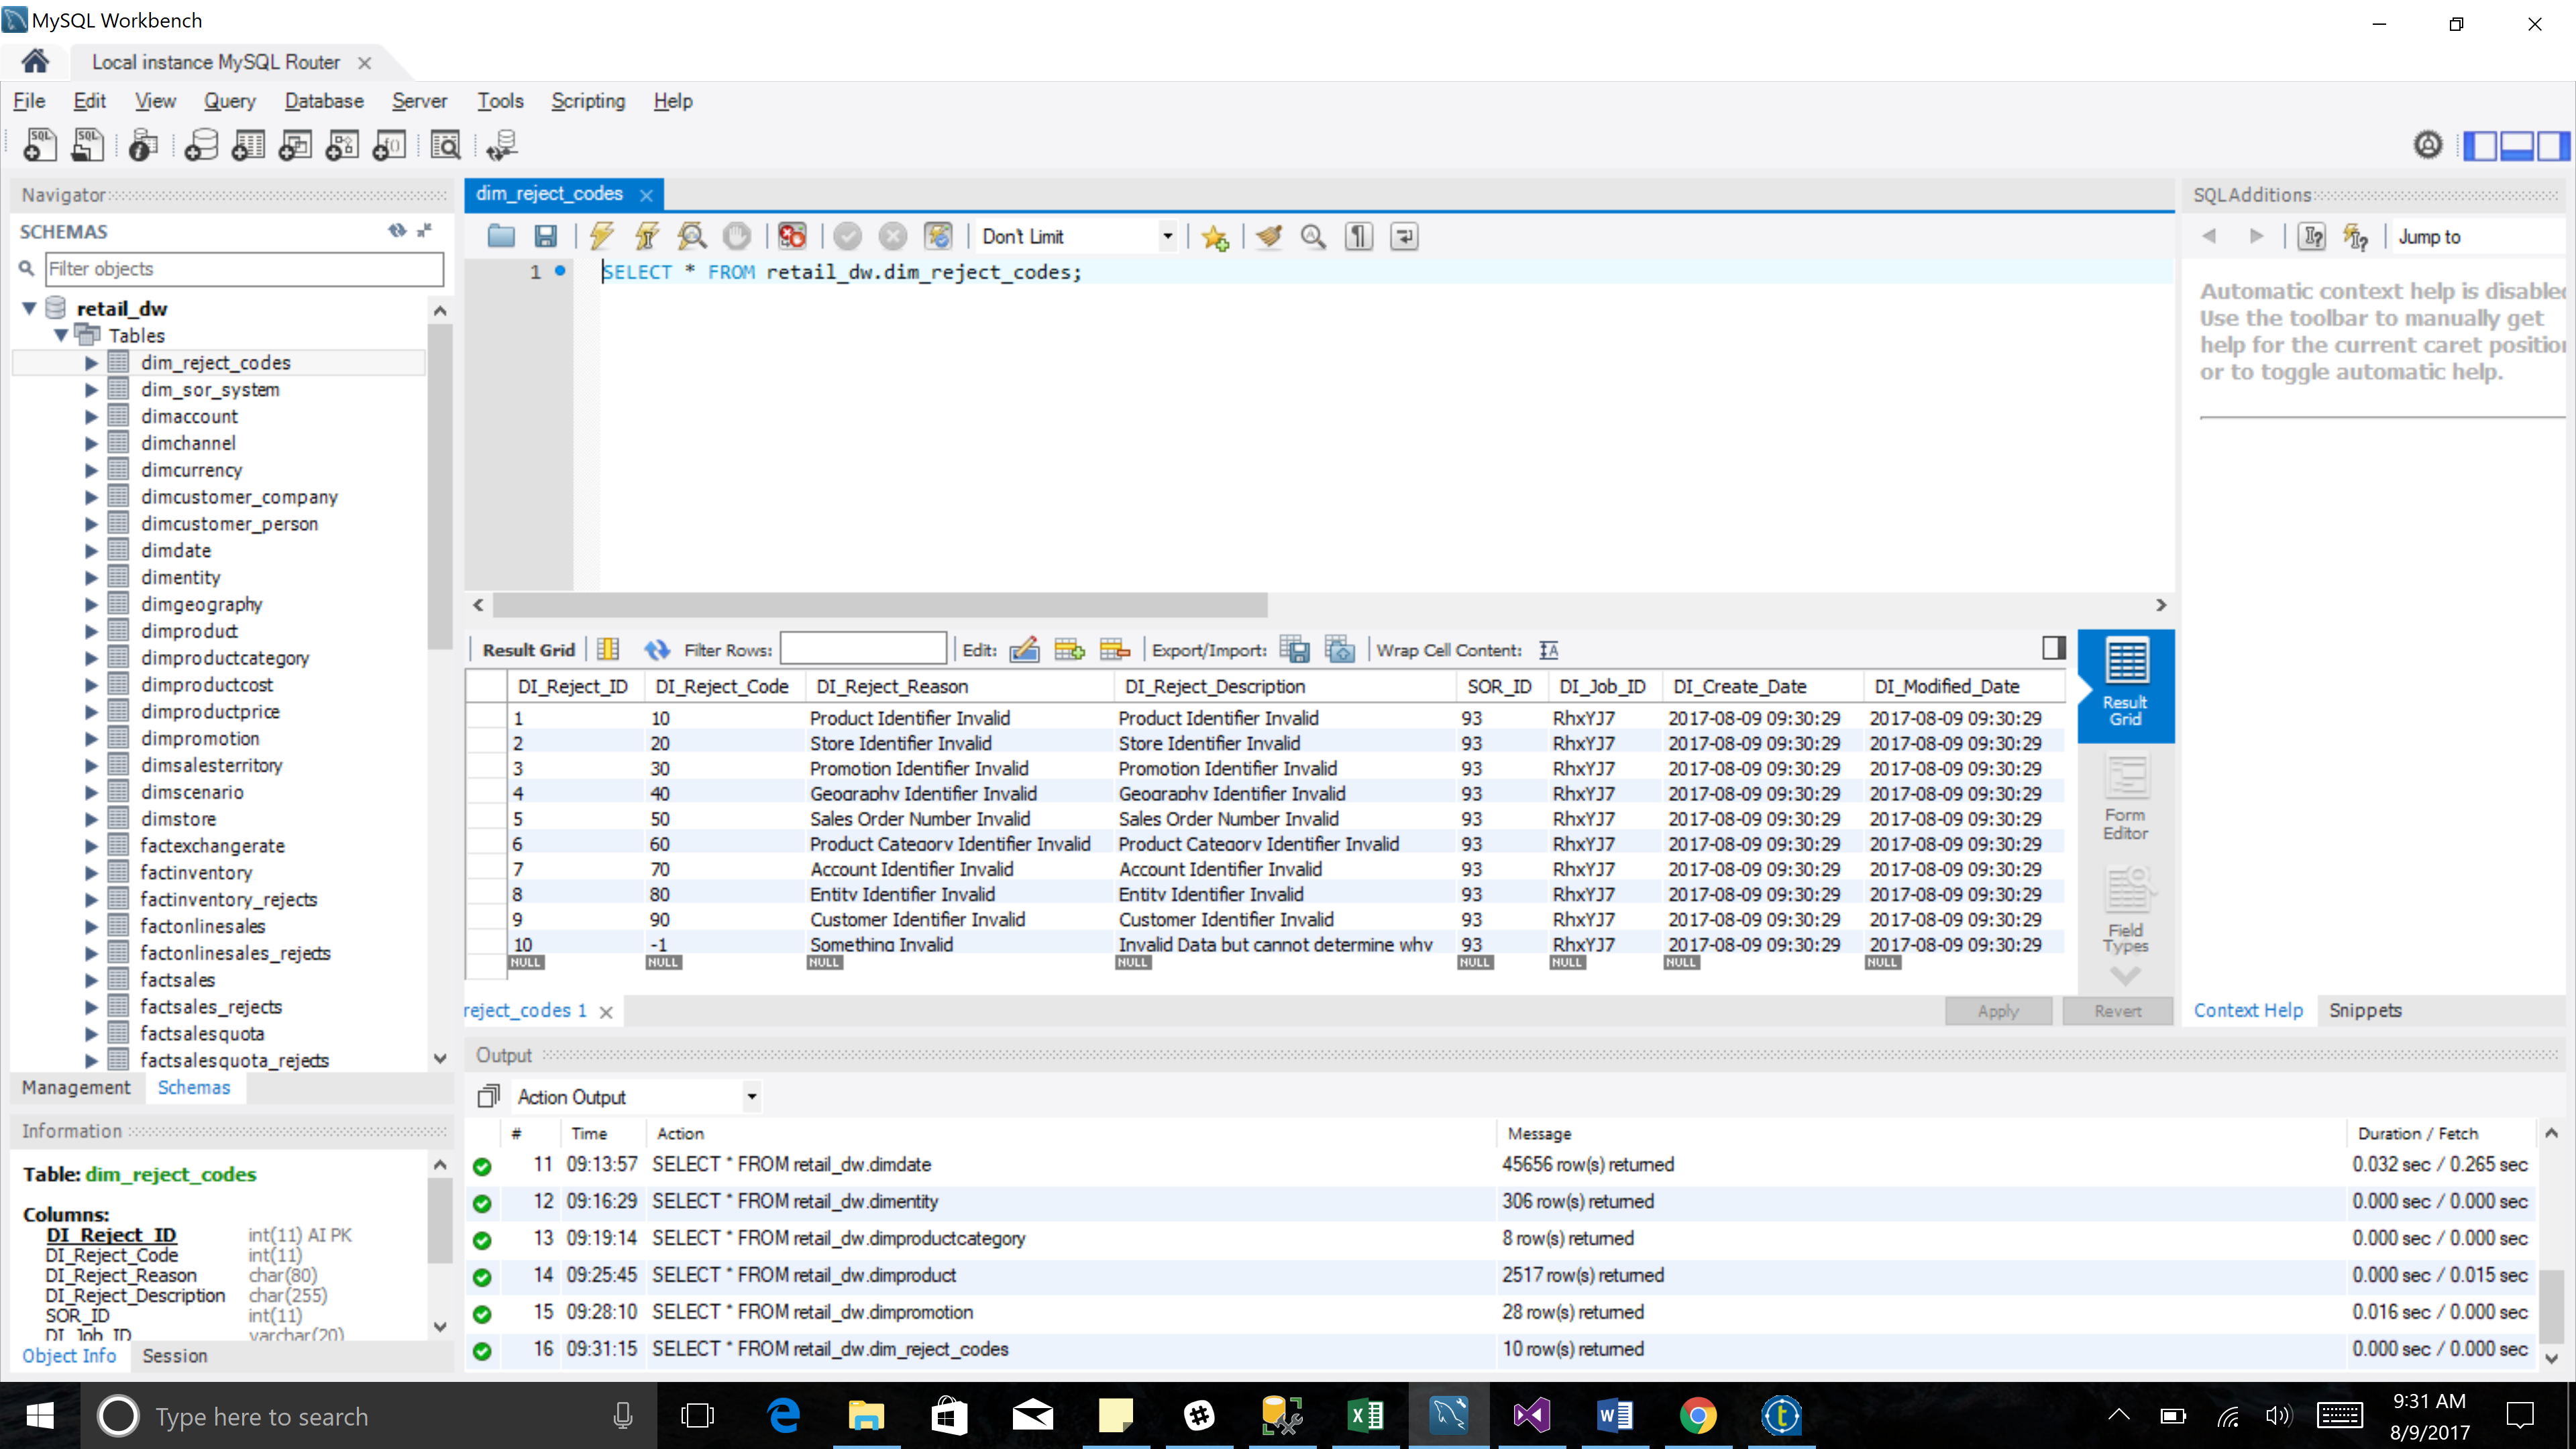 MySQL Workbench
Local instance MySQL Router
File Edit View Query Database Server Tools Scripting Help
Navigator
SCHEMAS
Filter objects
retail_dw
Tables
dim_reject_codes
dim_sor_system
dimaccount
dimchannel
dimcurrency
dimcustomer_company
dimcustomer_person
dimdate
dimentity
dimgeography
dimproduct
dimproductcategory
dimproductcost
dimproductprice
dimpromotion
dimsalesterritory
dimscenario
dimstore
factexchangerate
factinventory
factinventory_rejects
factonlinesales
factonlinesales_rejects
factsales
factsales_rejects
factsalesquota
factsalesquota_rejects
Management Schemas
Information
Table: dim_reject_codes
Columns:
DI_Reject_ID int(11) AI PK
DI_Reject_Code int(11)
DI_Reject_Reason char(80)
DI_Reject_Description char(255)
SOR_ID int(11)
DI_Job_ID varchar(20)
Object Info Session
dim_reject_codes
Don't Limit
1 SELECT * FROM retail_dw.dim_reject_codes;
Result Grid Filter Rows: Edit: Export/Import: Wrap Cell Content:
DI_Reject_ID DI_Reject_Code DI_Reject_Reason DI_Reject_Description SOR_ID DI_Job_ID DI_Create_Date DI_Modified_Date
1 10 Product Identifier Invalid Product Identifier Invalid 93 RhxYJ7 2017-08-09 09:30:29 2017-08-09 09:30:29
2 20 Store Identifier Invalid Store Identifier Invalid 93 RhxYJ7 2017-08-09 09:30:29 2017-08-09 09:30:29
3 30 Promotion Identifier Invalid Promotion Identifier Invalid 93 RhxYJ7 2017-08-09 09:30:29 2017-08-09 09:30:29
4 40 Geography Identifier Invalid Geography Identifier Invalid 93 RhxYJ7 2017-08-09 09:30:29 2017-08-09 09:30:29
5 50 Sales Order Number Invalid Sales Order Number Invalid 93 RhxYJ7 2017-08-09 09:30:29 2017-08-09 09:30:29
6 60 Product Category Identifier Invalid Product Category Identifier Invalid 93 RhxYJ7 2017-08-09 09:30:29 2017-08-09 09:30:29
7 70 Account Identifier Invalid Account Identifier Invalid 93 RhxYJ7 2017-08-09 09:30:29 2017-08-09 09:30:29
8 80 Entity Identifier Invalid Entity Identifier Invalid 93 RhxYJ7 2017-08-09 09:30:29 2017-08-09 09:30:29
9 90 Customer Identifier Invalid Customer Identifier Invalid 93 RhxYJ7 2017-08-09 09:30:29 2017-08-09 09:30:29
10 -1 Something Invalid Invalid Data but cannot determine why 93 RhxYJ7 2017-08-09 09:30:29 2017-08-09 09:30:29
NULL NULL NULL NULL NULL NULL NULL NULL
Result Grid
Form Editor
Field Types
reject_codes 1
Apply Revert
SQLAdditions
Jump to
Automatic context help is disabled
Use the toolbar to manually get
help for the current caret position
or to toggle automatic help.
Context Help Snippets
Output
Action Output
# Time Action Message Duration / Fetch
11 09:13:57 SELECT * FROM retail_dw.dimdate 45656 row(s) returned 0.032 sec / 0.265 sec
12 09:16:29 SELECT * FROM retail_dw.dimentity 306 row(s) returned 0.000 sec / 0.000 sec
13 09:19:14 SELECT * FROM retail_dw.dimproductcategory 8 row(s) returned 0.000 sec / 0.000 sec
14 09:25:45 SELECT * FROM retail_dw.dimproduct 2517 row(s) returned 0.000 sec / 0.015 sec
15 09:28:10 SELECT * FROM retail_dw.dimpromotion 28 row(s) returned 0.016 sec / 0.000 sec
16 09:31:15 SELECT * FROM retail_dw.dim_reject_codes 10 row(s) returned 0.000 sec / 0.000 sec
Type here to search
9:31 AM
8/9/2017